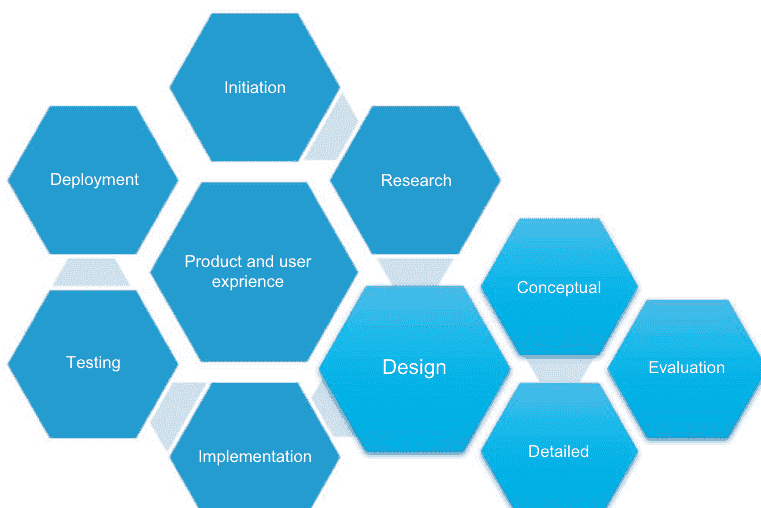 Initiation
Deployment
Research
Product and user
exprience
Conceptual
Testing
Design
Evaluation
Implementation
Detailed